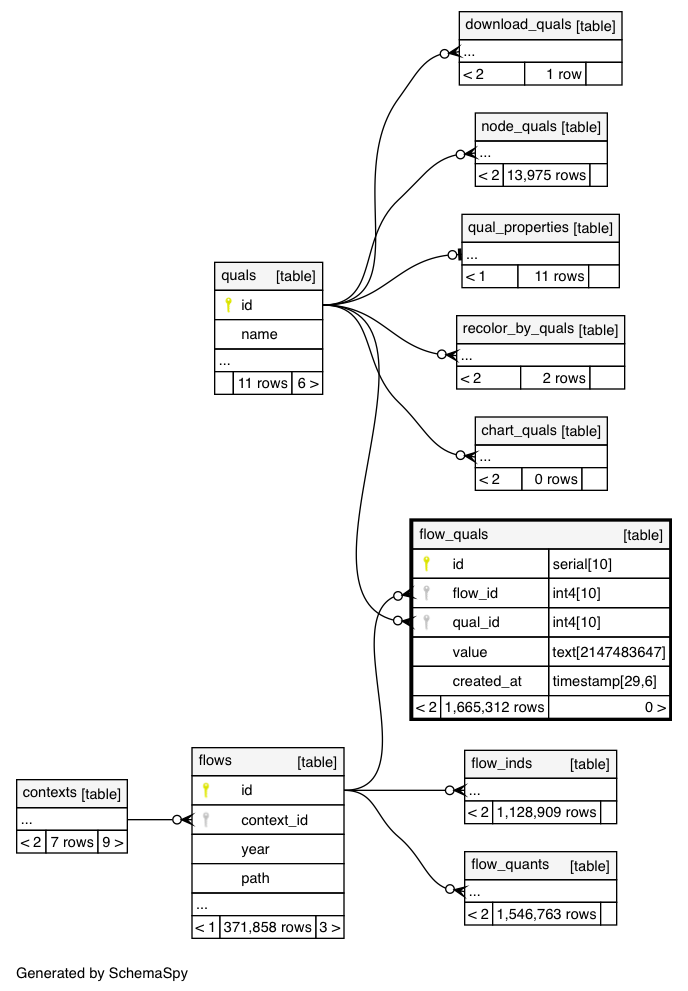 download_quals [table]
...
< 2 1 row
node_quals [table]
...
< 2 13,975 rows
qual_properties [table]
...
< 1 11 rows
quals [table]
id
name
...
11 rows 6 >
recolor_by_quals [table]
...
< 2 2 rows
chart_quals [table]
...
< 2 0 rows
flow_quals [table]
id serial[10]
flow_id int4[10]
qual_id int4[10]
value text[2147483647]
created_at timestamp[29,6]
< 2 1,665,312 rows 0 >
flows [table]
id
context_id
year
path
...
< 1 371,858 rows 3 >
contexts [table]
...
< 2 7 rows 9 >
flow_inds [table]
...
< 2 1,128,909 rows
flow_quants [table]
...
< 2 1,546,763 rows
Generated by SchemaSpy